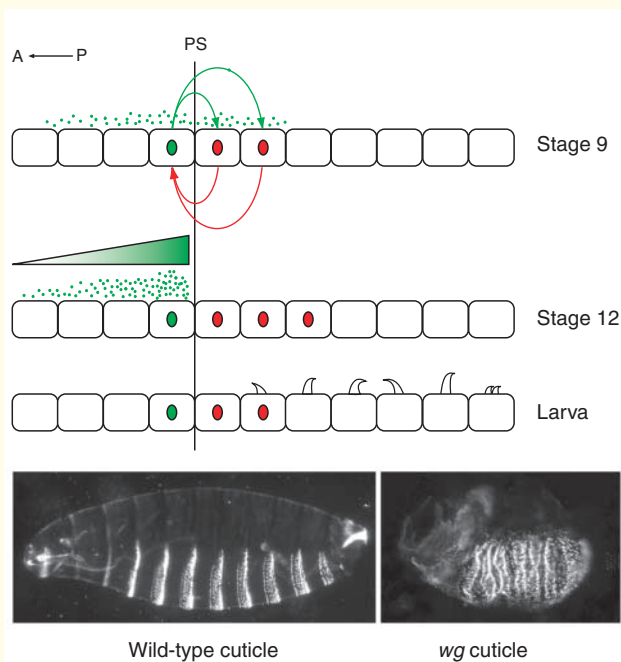 PS
A P
Stage 9
Stage 12
Larva
Wild-type cuticle wg cuticle